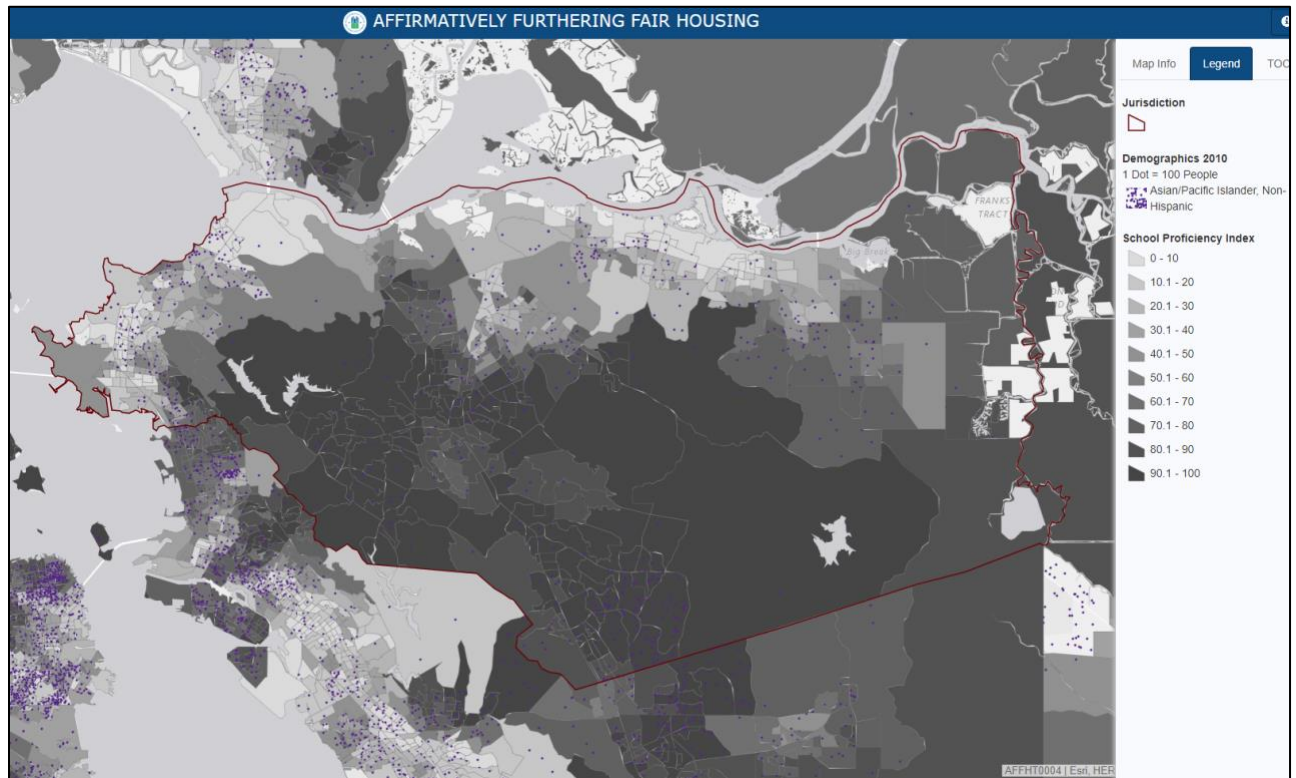 AFFIRMATIVELY FURTHERING FAIR HOUSING
Map Info Legend TOC
Jurisdiction
Demographics 2010
1 Dot = 100 People
Asian/Pacific Islander, Non-
Hispanic
School Proficiency Index
0 - 10
10.1 - 20
20.1 - 30
30.1 - 40
40.1 - 50
50.1 - 60
60.1 - 70
70.1 - 80
80.1 - 90
90.1 - 100
FRANKS
TRACT
Big Break
AFFHT0004 | Esri, HER